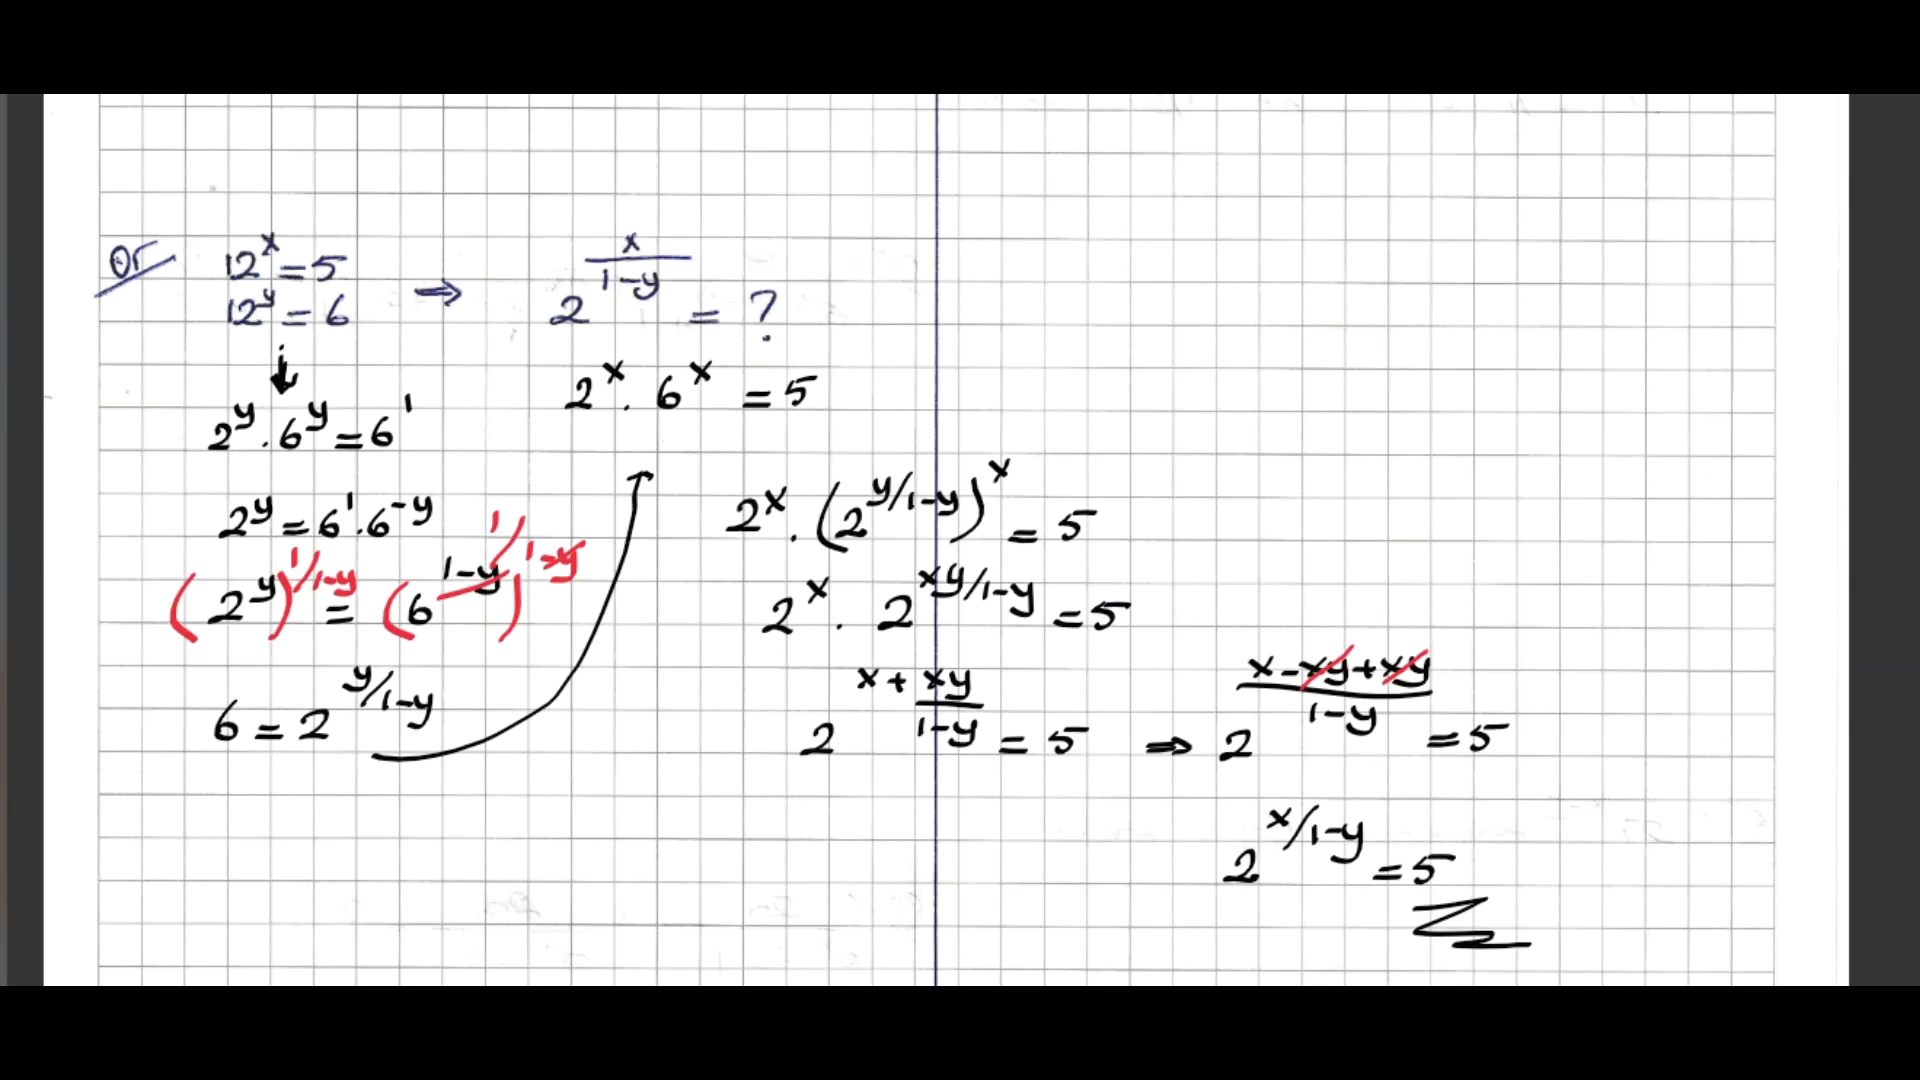 Ör
12^x = 5
12^y = 6
⇒ 2^(x/(1-y)) = ?
2^y . 6^y = 6^1
2^y = 6^1 . 6^-y
(2^y)^(1/1-y) = (6^(1-y))^(1/1-y)
6 = 2^(y/1-y)
2^x . 6^x = 5
2^x . (2^(y/1-y))^x = 5
2^x . 2^(xy/1-y) = 5
2^(x + xy/(1-y)) = 5 ⇒ 2^((x-xy+xy)/(1-y)) = 5
2^(x/1-y) = 5